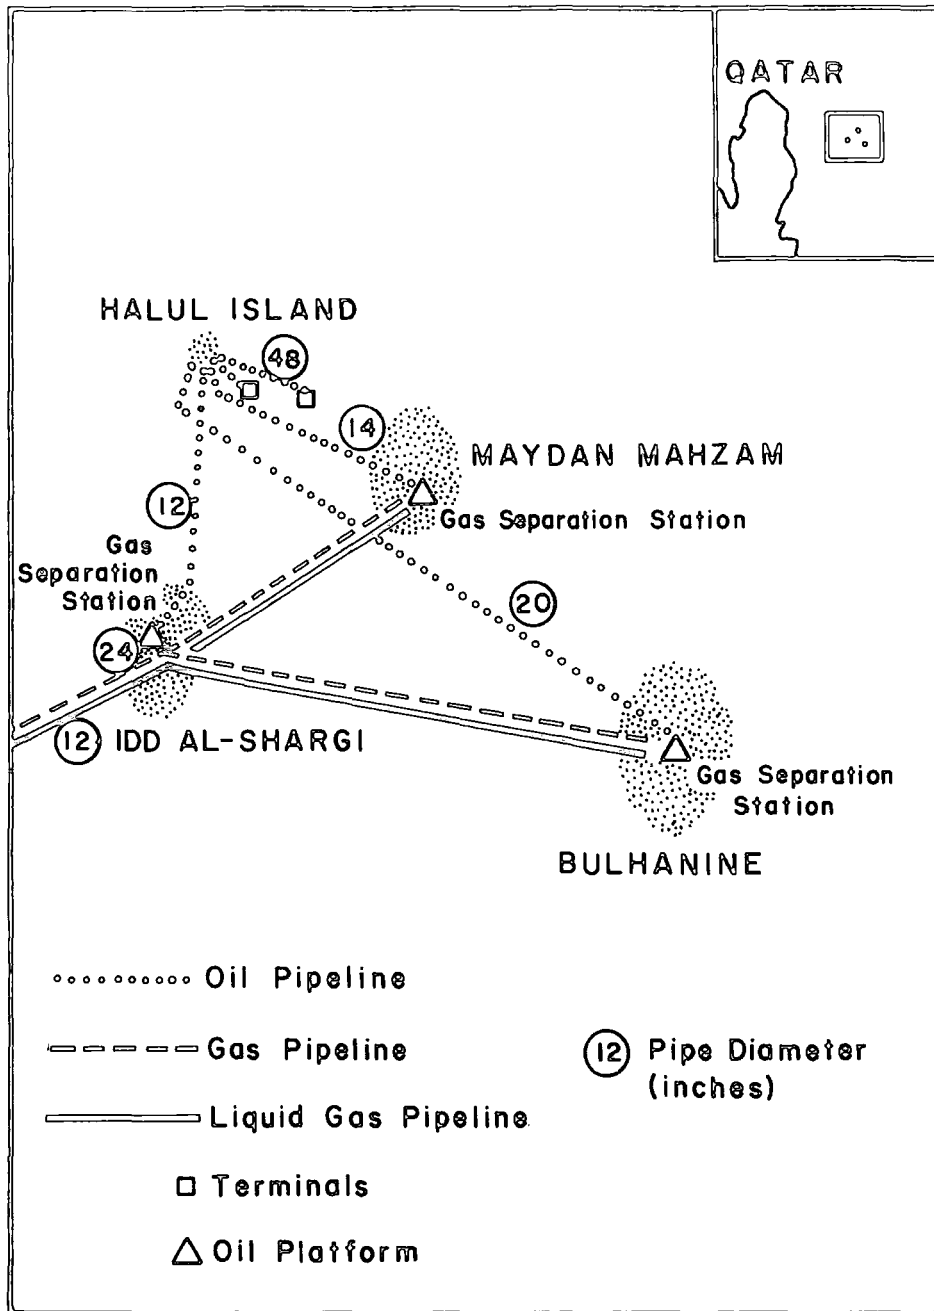 QATAR
HALUL ISLAND
48
14
MAYDAN MAHZAM
Gas Separation Station
12
Gas
Separation
Station
20
24
12
IDD AL-SHARGI
Gas Separation
Station
BULHANINE
Oil Pipeline
Gas Pipeline
12 Pipe Diameter
(inches)
Liquid Gas Pipeline
Terminals
Oil Platform